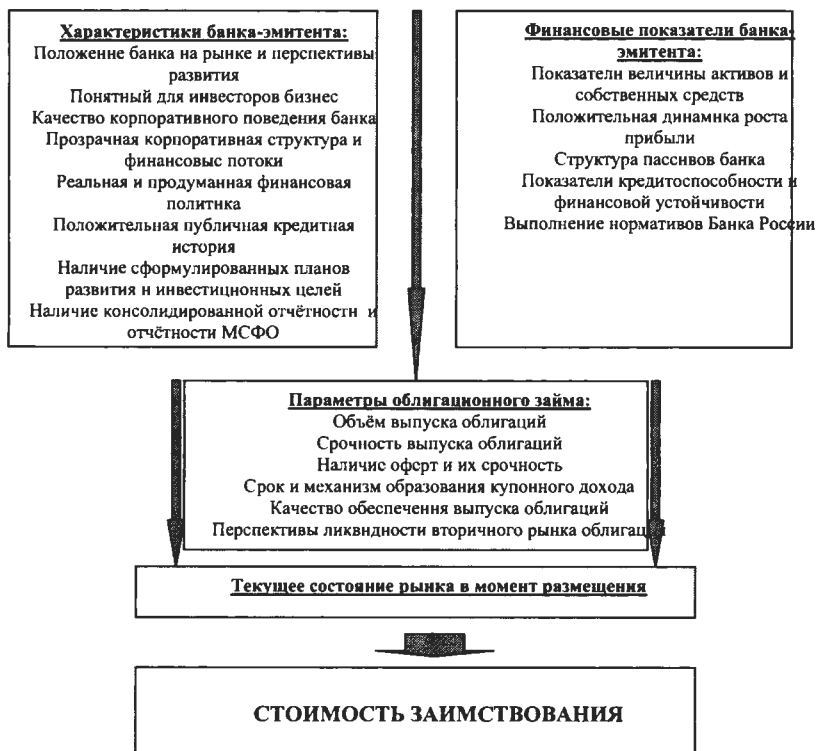 Характеристики банка-эмитента:
Положение банка на рынке и перспективы
развития
Понятный для инвесторов бизнес
Качество корпоративного поведения банка
Прозрачная корпоративная структура и
финансовые потоки
Реальная и продуманная финансовая
политика
Положительная публичная кредитная
история
Наличие сформулированных планов
развития и инвестиционных целей
Наличие консолидированной отчётности и
отчётности МСФО
Финансовые показатели банка-
эмитента:
Показатели величины активов и
собственных средств
Положительная динамика роста
прибыли
Структура пассивов банка
Показатели кредитоспособности и
финансовой устойчивости
Выполнение нормативов Банка России
Параметры облигационного займа:
Объём выпуска облигаций
Срочность выпуска облигаций
Наличие оферт и их срочность
Срок и механизм образования купонного дохода
Качество обеспечения выпуска облигаций
Перспективы ликвидности вторичного рынка облигаций
Текущее состояние рынка в момент размещения
СТОИМОСТЬ ЗАИМСТВОВАНИЯ